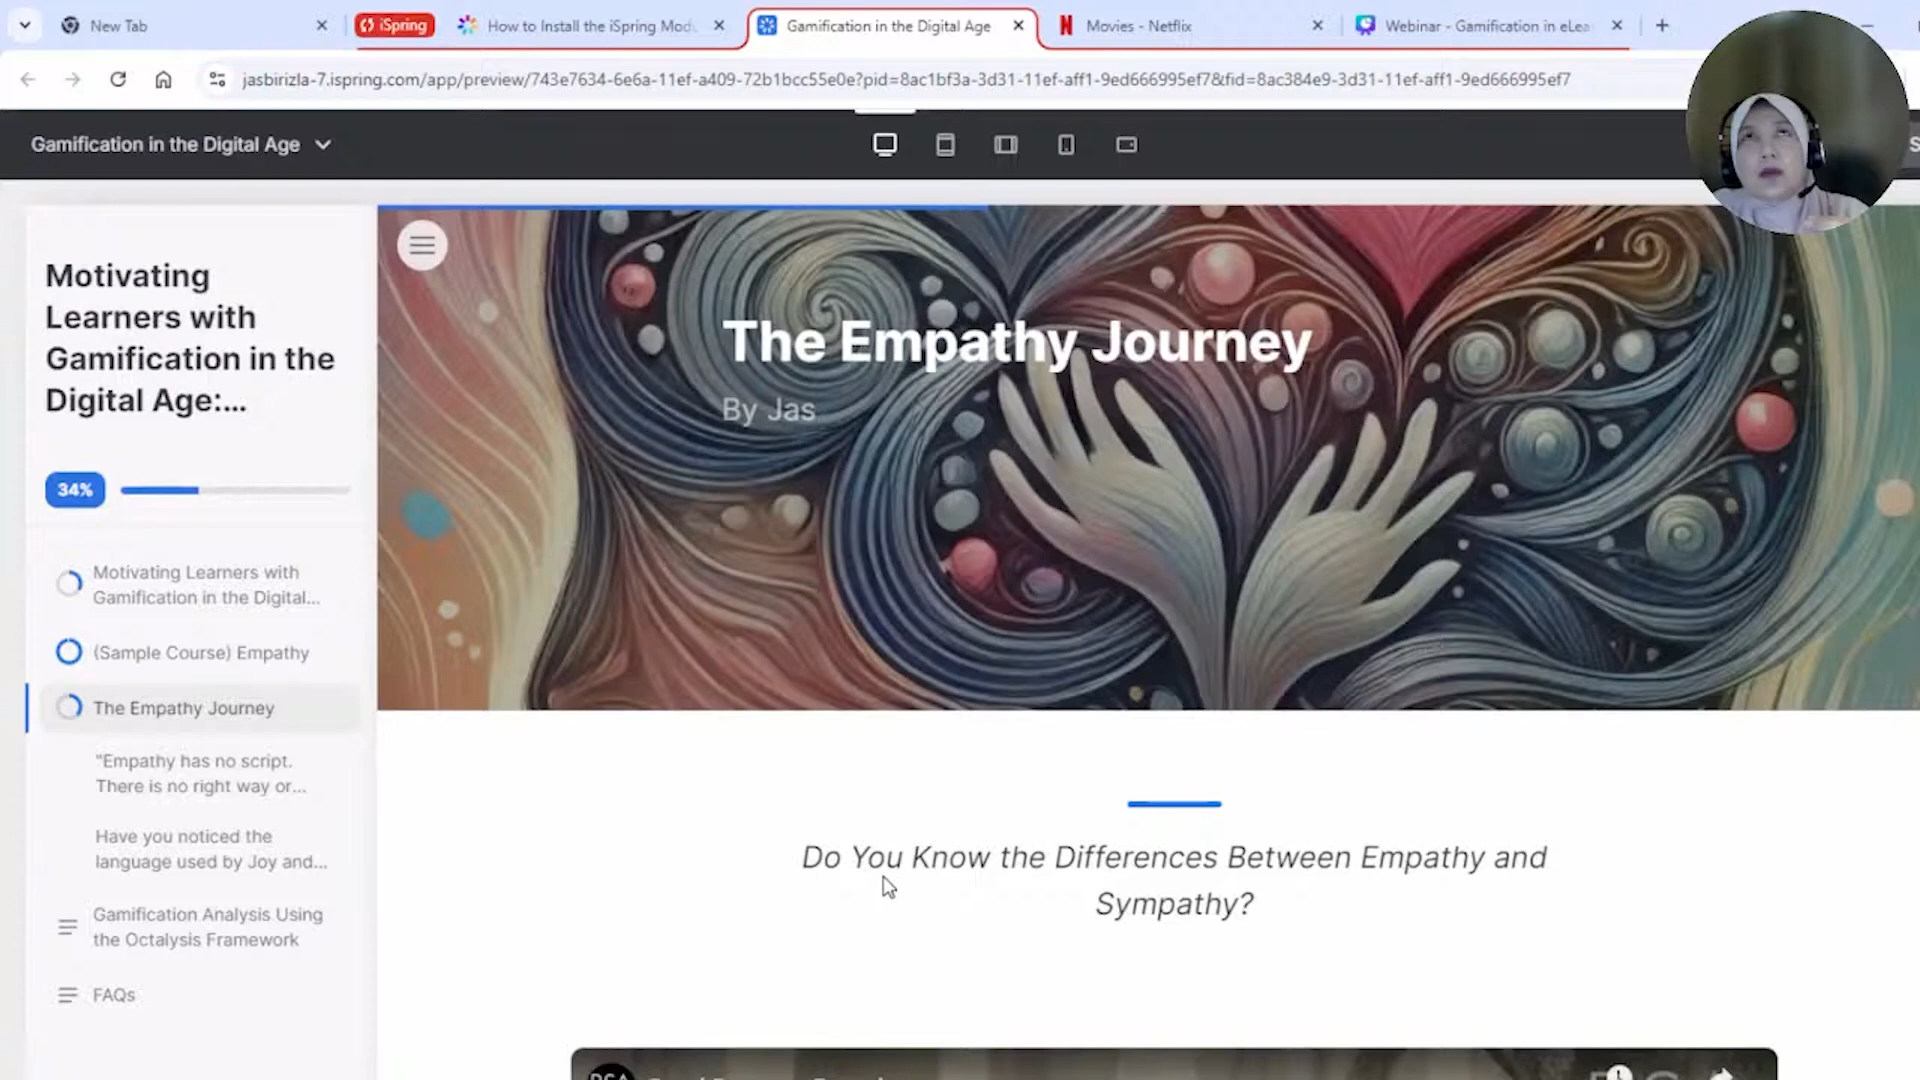 New Tab
iSpring
How to Install the iSpring Mod
Gamification in the Digital Age
Movies - Netflix
Webinar - Gamification in eLea
jasbirizla-7.ispring.com/app/preview/743e7634-6e6a-11ef-a409-72b1bcc55e0e?pid=8ac1bf3a-3d31-11ef-aff1-9ed666995ef7&fid=8ac384e9-3d31-11ef-aff1-9ed666995ef7
Gamification in the Digital Age
Motivating
Learners with
Gamification in the
Digital Age:...
34%
Motivating Learners with
Gamification in the Digital...
(Sample Course) Empathy
The Empathy Journey
"Empathy has no script.
There is no right way or...
Have you noticed the
language used by Joy and...
Gamification Analysis Using
the Octalysis Framework
FAQs
The Empathy Journey
By Jas
Do You Know the Differences Between Empathy and
Sympathy?